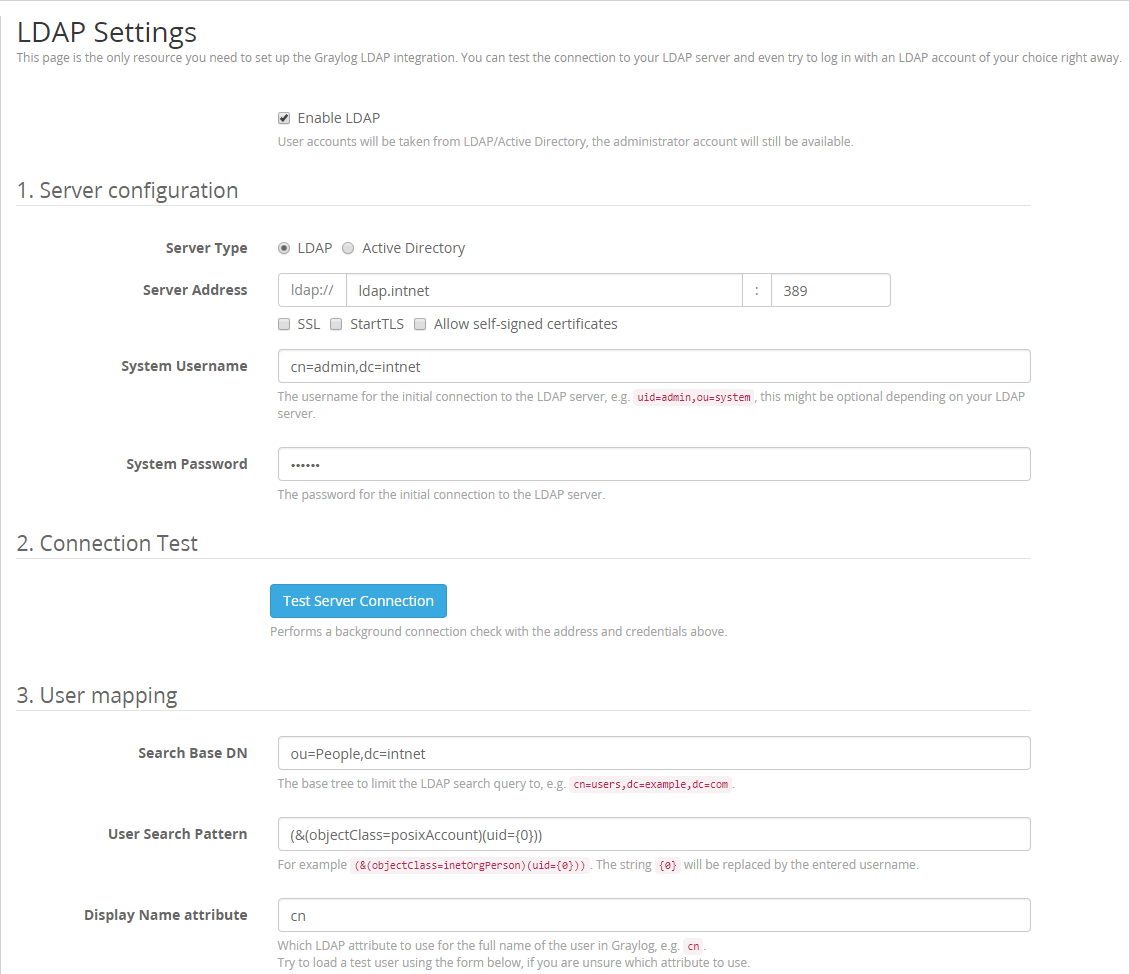 LDAP Settings
This page is the only resource you need to set up the Graylog LDAP integration. You can test the connection to your LDAP server and even try to log in with an LDAP account of your choice right away.
Enable LDAP
User accounts will be taken from LDAP/Active Directory, the administrator account will still be available.
1. Server configuration
Server Type LDAP Active Directory
Server Address ldap:// ldap.intnet : 389
SSL StartTLS Allow self-signed certificates
System Username cn=admin,dc=intnet
The username for the initial connection to the LDAP server, e.g. uid=admin,ou=system , this might be optional depending on your LDAP
server.
System Password ••••••
The password for the initial connection to the LDAP server.
2. Connection Test
Test Server Connection
Performs a background connection check with the address and credentials above.
3. User mapping
Search Base DN ou=People,dc=intnet
The base tree to limit the LDAP search query to, e.g. cn=users,dc=example,dc=com .
User Search Pattern (&(objectClass=posixAccount)(uid={0}))
For example (&(objectClass=inetOrgPerson)(uid={0})) . The string {0} will be replaced by the entered username.
Display Name attribute cn
Which LDAP attribute to use for the full name of the user in Graylog, e.g. cn .
Try to load a test user using the form below, if you are unsure which attribute to use.